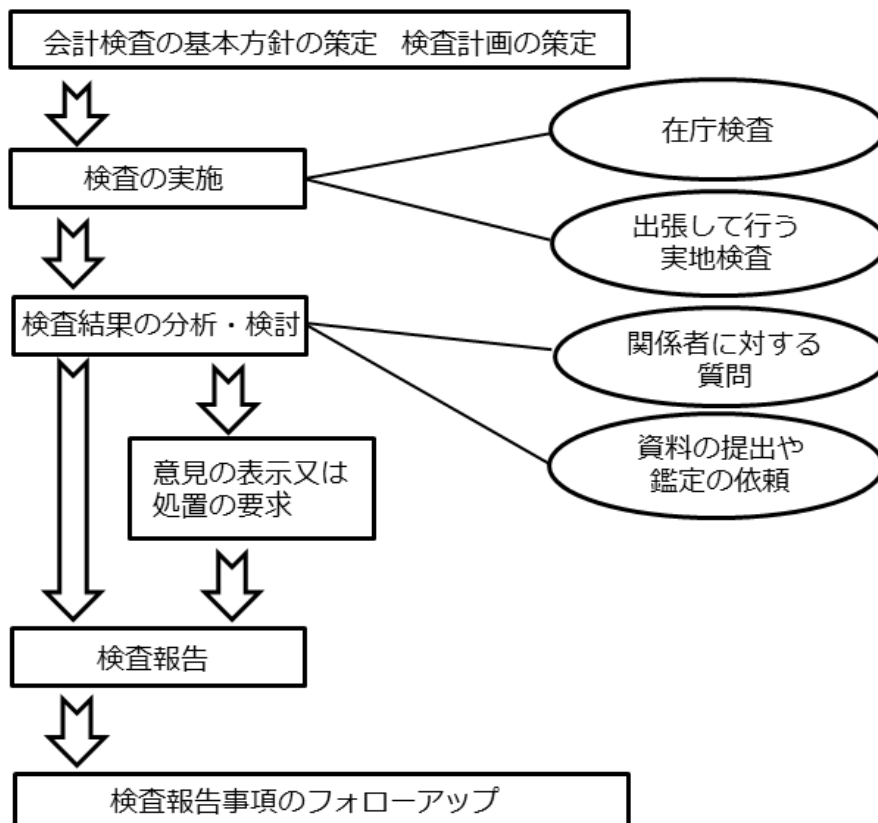 会計検査の基本方針の策定　検査計画の策定
検査の実施
在庁検査
出張して行う
実地検査
検査結果の分析・検討
関係者に対する
質問
資料の提出や
鑑定の依頼
意見の表示又は
処置の要求
検査報告
検査報告事項のフォローアップ